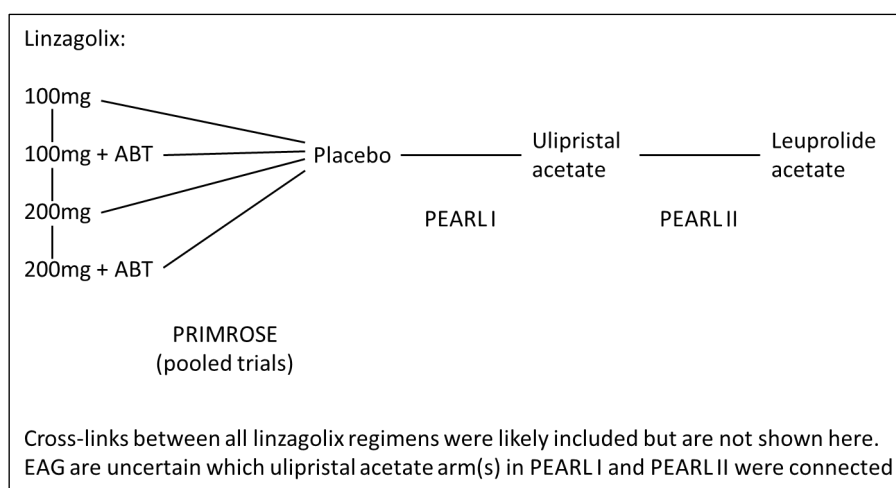 Linzagolix:
100mg
100mg + ABT
200mg
200mg + ABT
Placebo
Ulipristal
acetate
Leuprolide
acetate
PEARL I
PEARL II
PRIMROSE
(pooled trials)
Cross-links between all linzagolix regimens were likely included but are not shown here.
EAG are uncertain which ulipristal acetate arm(s) in PEARL I and PEARL II were connected